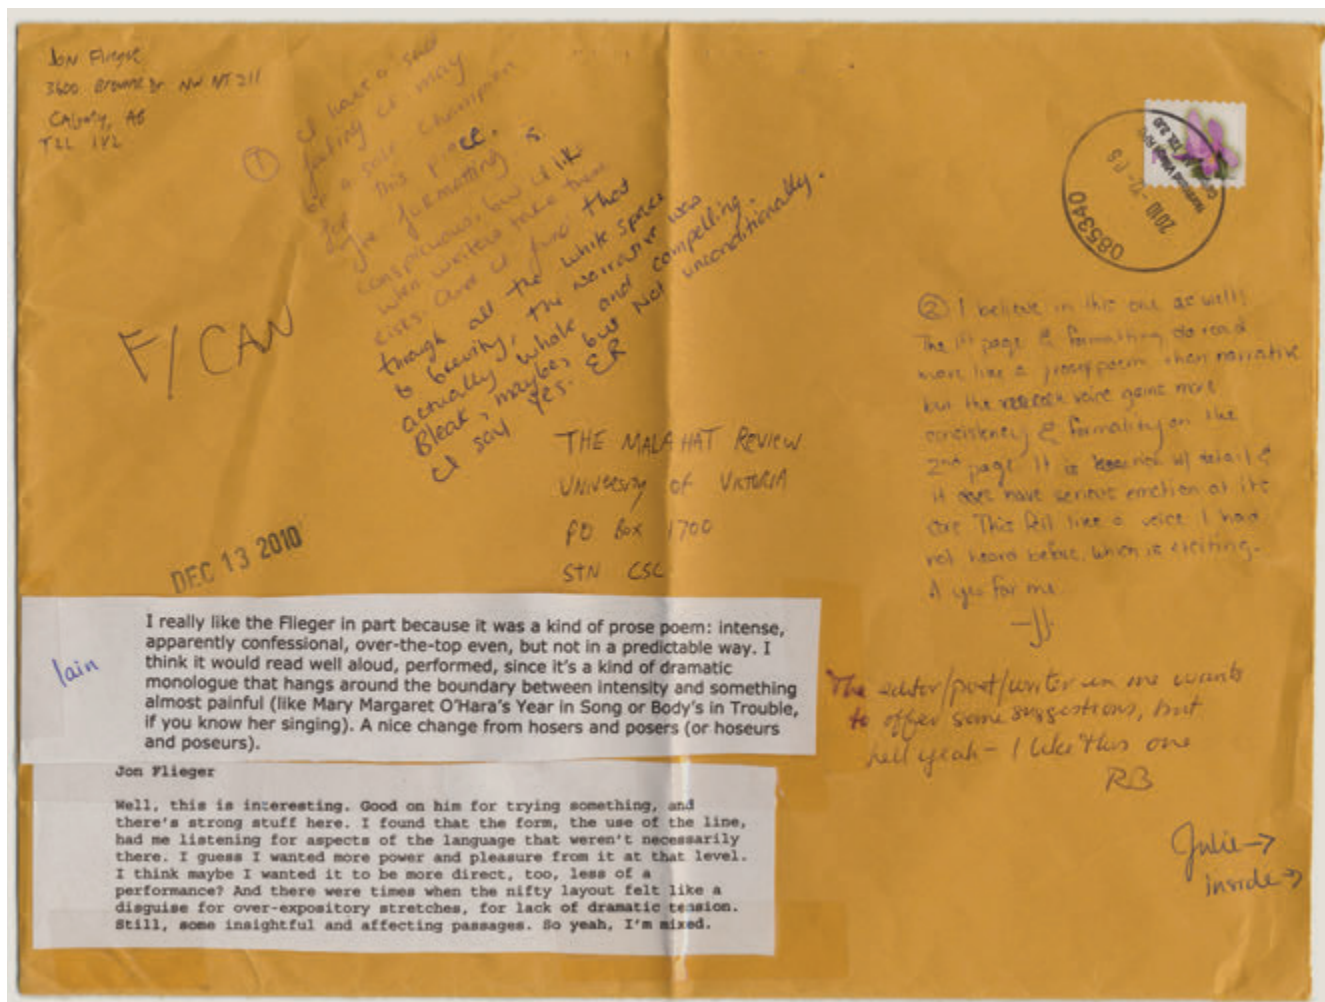 Jon Flieger
3600 Brenner Dr NW NT 211
Calgary, AB
T2L 1Y2
① I have a sad
feeling I may
be a sole champion
for this piece.
The formatting is
conspicuous, but I like
when writers take these
risks. And I find that
through all the white space
to brevity, the narrative was
actually whole and compelling.
Bleak, maybe, but not unconditionally.
I say yes. ER
F/CAN
085340
2010-12-
DEC 13 2010
THE MALAHAT REVIEW
UNIVERSITY of VICTORIA
PO Box 1700
STN CSC
② I believe in this one as well!
The 1st page & formatting do read
more like a prose poem than narrative
but the voice gains more
consistency & formality on the
2nd page. It is rich w/ detail &
it does have serious emotion at its
core. This felt like a voice I had
not heard before, which is exciting.
A yes for me.
—JJ
The editor/poet/writer in me wants
to offer some suggestions, but
hell yeah – I like this one
RB
Julie →
inside →
Iain
I really like the Flieger in part because it was a kind of prose poem: intense,
apparently confessional, over-the-top even, but not in a predictable way. I
think it would read well aloud, performed, since it's a kind of dramatic
monologue that hangs around the boundary between intensity and something
almost painful (like Mary Margaret O'Hara's Year in Song or Body's in Trouble,
if you know her singing). A nice change from hosers and posers (or hoseurs
and poseurs).
Jon Flieger
Well, this is interesting. Good on him for trying something, and
there's strong stuff here. I found that the form, the use of the line,
had me listening for aspects of the language that weren't necessarily
there. I guess I wanted more power and pleasure from it at that level.
I think maybe I wanted it to be more direct, too, less of a
performance? And there were times when the nifty layout felt like a
disguise for over-expository stretches, for lack of dramatic tension.
Still, some insightful and affecting passages. So yeah, I'm mixed.